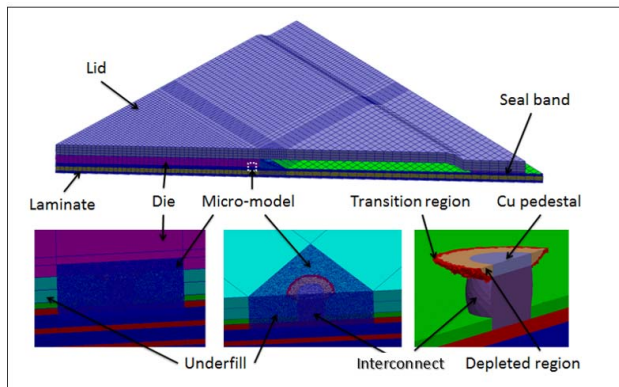 Lid
Seal band
Laminate
Die
Micro-model
Transition region
Cu pedestal
Underfill
Interconnect
Depleted region